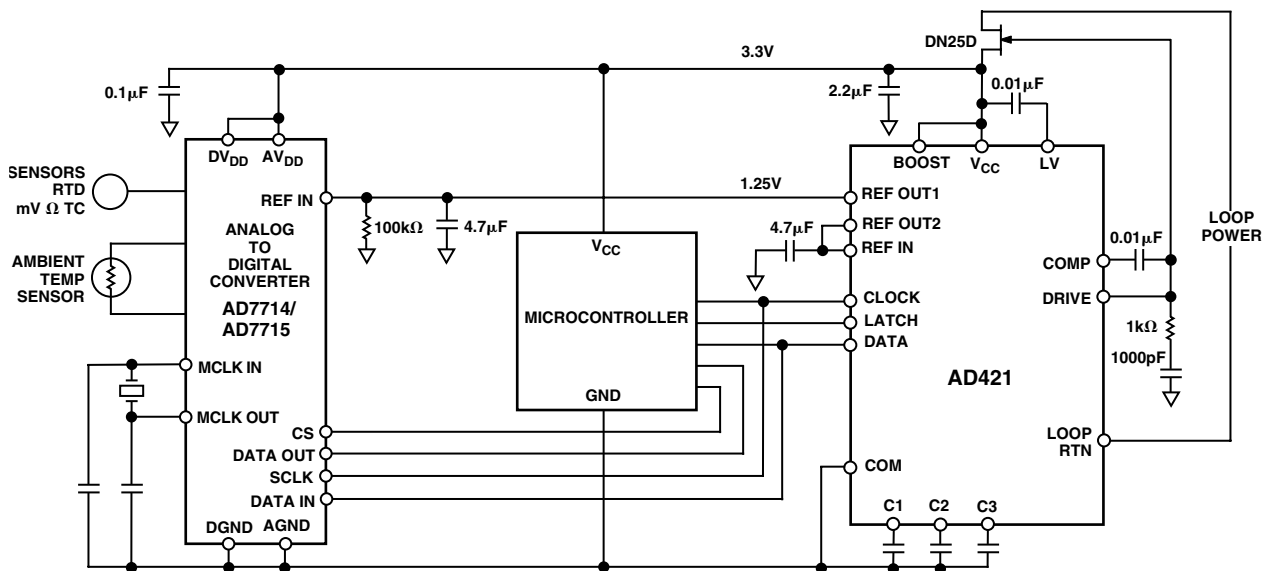 DN25D
3.3V
0.1µF
2.2µF
0.01µF
DVDD
AVDD
BOOST
VCC
LV
SENSORS
RTD
mV Ω TC
REF IN
1.25V
REF OUT1
100kΩ
4.7µF
4.7µF
REF OUT2
REF IN
LOOP
POWER
ANALOG
TO
DIGITAL
CONVERTER
AD7714/
AD7715
VCC
0.01µF
COMP
AMBIENT
TEMP
SENSOR
MICROCONTROLLER
CLOCK
LATCH
DATA
DRIVE
1kΩ
1000pF
MCLK IN
AD421
GND
MCLK OUT
CS
DATA OUT
SCLK
DATA IN
LOOP
RTN
COM
DGND
AGND
C1
C2
C3